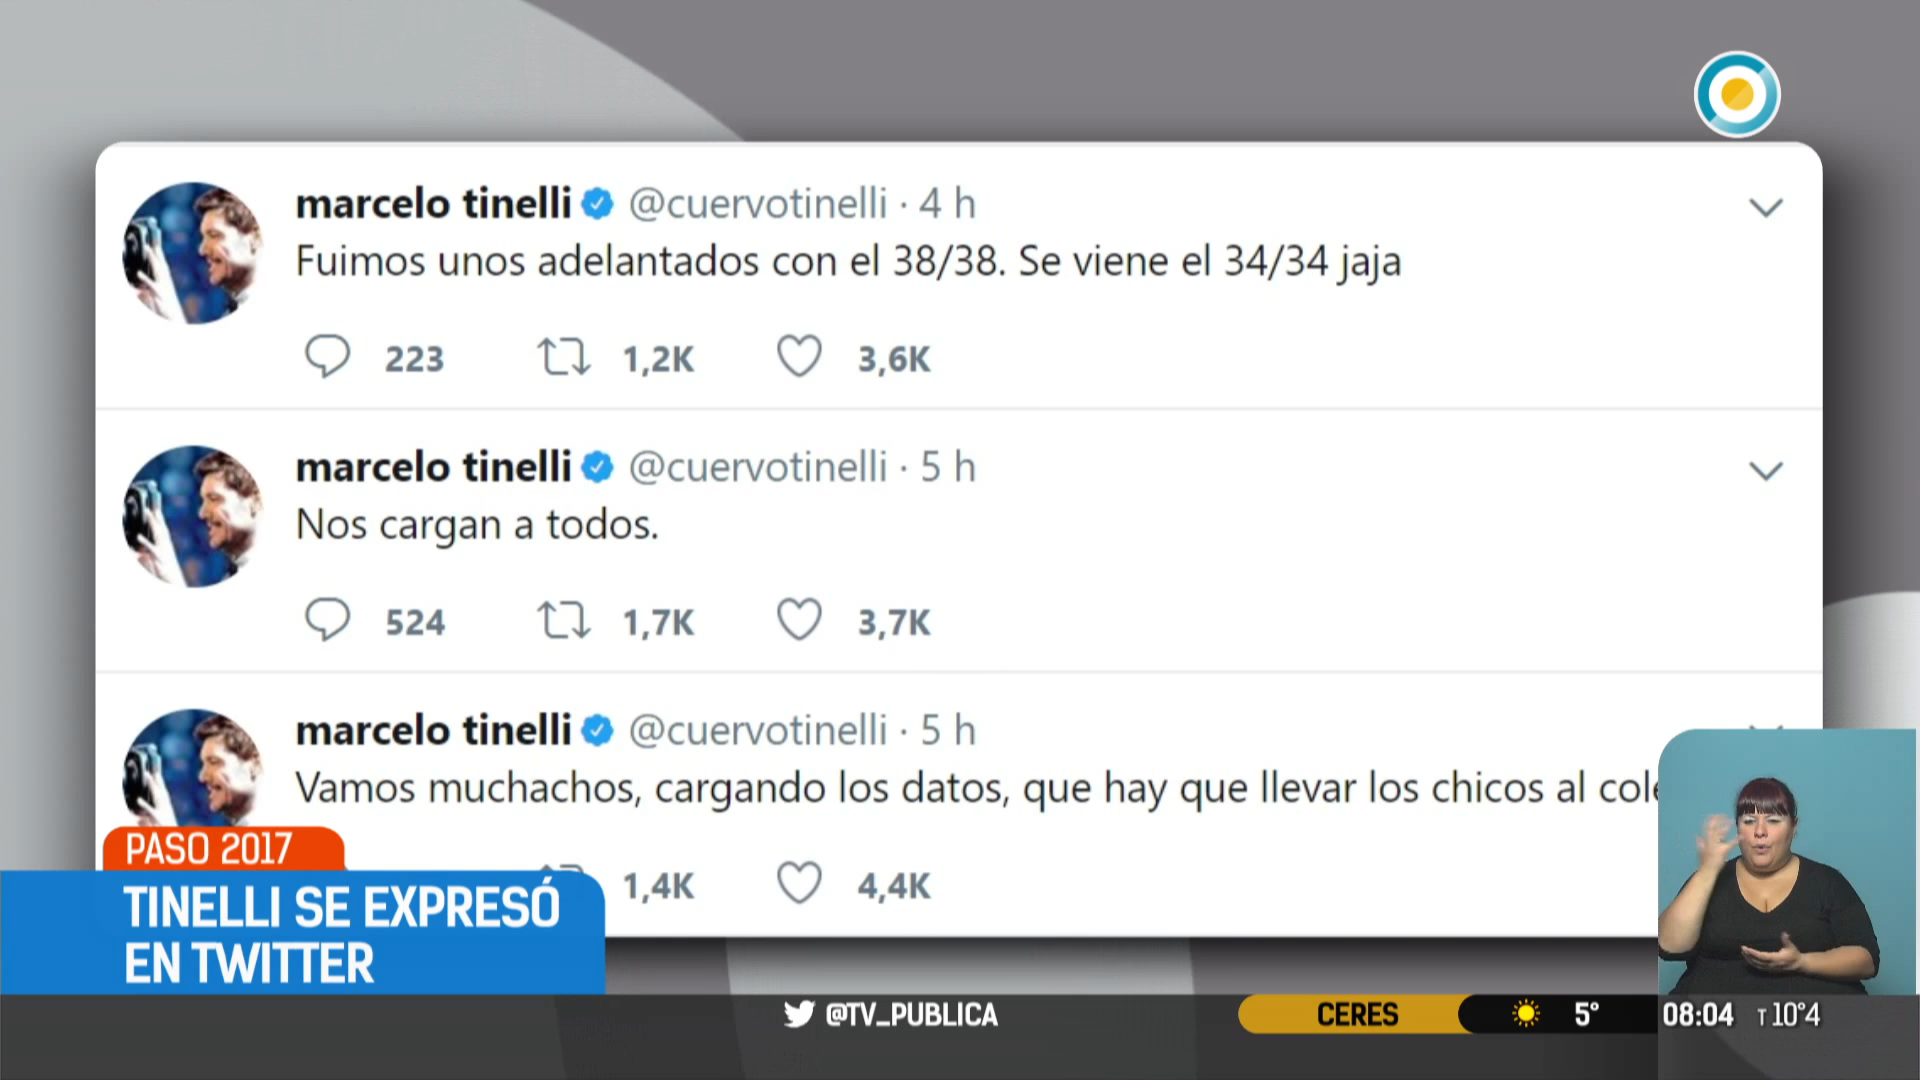 marcelo tinelli @cuervotinelli · 4 h
Fuimos unos adelantados con el 38/38. Se viene el 34/34 jaja
223 1,2K 3,6K
marcelo tinelli @cuervotinelli · 5 h
Nos cargan a todos.
524 1,7K 3,7K
marcelo tinelli @cuervotinelli · 5 h
Vamos muchachos, cargando los datos, que hay que llevar los chicos al
1,4K 4,4K
PASO 2017
TINELLI SE EXPRESÓ
EN TWITTER
@TV_PUBLICA
CERES 5° 08:04 T 10°4